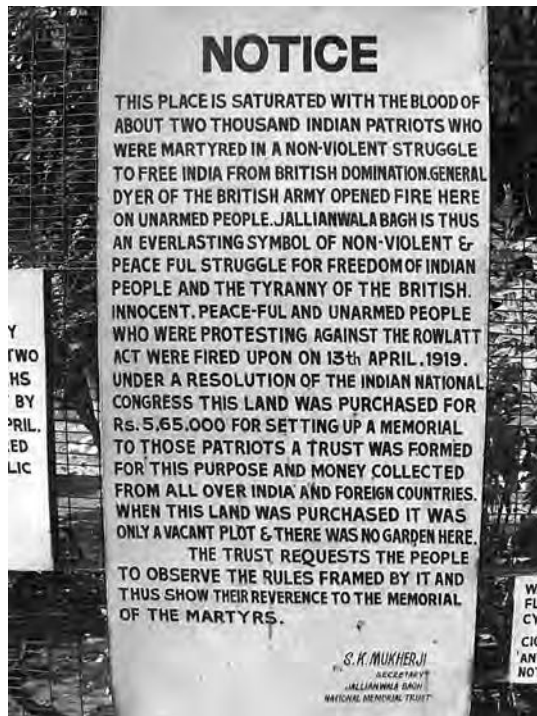 NOTICE
THIS PLACE IS SATURATED WITH THE BLOOD OF
ABOUT TWO THOUSAND INDIAN PATRIOTS WHO
WERE MARTYRED IN A NON-VIOLENT STRUGGLE
TO FREE INDIA FROM BRITISH DOMINATION.GENERAL
DYER OF THE BRITISH ARMY OPENED FIRE HERE
ON UNARMED PEOPLE.JALLIANWALA BAGH IS THUS
AN EVERLASTING SYMBOL OF NON-VIOLENT &
PEACE FUL STRUGGLE FOR FREEDOM OF INDIAN
PEOPLE AND THE TYRANNY OF THE BRITISH.
INNOCENT. PEACE-FUL AND UNARMED PEOPLE
WHO WERE PROTESTING AGAINST THE ROWLATT
ACT WERE FIRED UPON ON 13th APRIL.1919.
UNDER A RESOLUTION OF THE INDIAN NATIONAL
CONGRESS THIS LAND WAS PURCHASED FOR
Rs.5,65.000 FOR SETTING UP A MEMORIAL
TO THOSE PATRIOTS A TRUST WAS FORMED
FOR THIS PURPOSE AND MONEY COLLECTED
FROM ALL OVER INDIA AND FOREIGN COUNTRIES.
WHEN THIS LAND WAS PURCHASED IT WAS
ONLY A VACANT PLOT & THERE WAS NO GARDEN HERE.
THE TRUST REQUESTS THE PEOPLE
TO OBSERVE THE RULES FRAMED BY IT AND
THUS SHOW THEIR REVERENCE TO THE MEMORIAL
OF THE MARTYRS.
S.K.MUKHERJI
SECRETARY
JALLIANWALA BAGH
NATIONAL MEMORIAL TRUST
Y
TWO
HS
BY
PRIL.
ED
LIC
W
FL
CY
CIG
AN
NOT